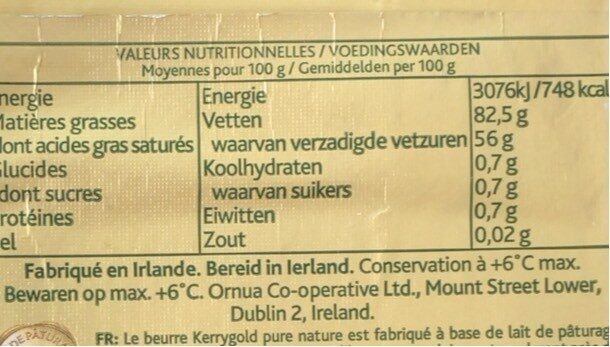 VALEURS NUTRITIONNELLES / VOEDINGSWAARDEN
Moyennes pour 100 g / Gemiddelden per 100 g
nergie Energie 3076kJ/748 kcal
Matières grasses Vetten 82,5 g
dont acides gras saturés waarvan verzadigde vetzuren 56 g
Glucides Koolhydraten 0,7 g
dont sucres waarvan suikers 0,7 g
rotéines Eiwitten 0,7 g
el Zout 0,02 g
Fabriqué en Irlande. Bereid in Ierland. Conservation à +6°C max.
Bewaren op max. +6°C. Ornua Co-operative Ltd., Mount Street Lower,
Dublin 2, Ireland.
DE PÂTURA
FR: Le beurre Kerrygold pure nature est fabriqué à base de lait de pâturag